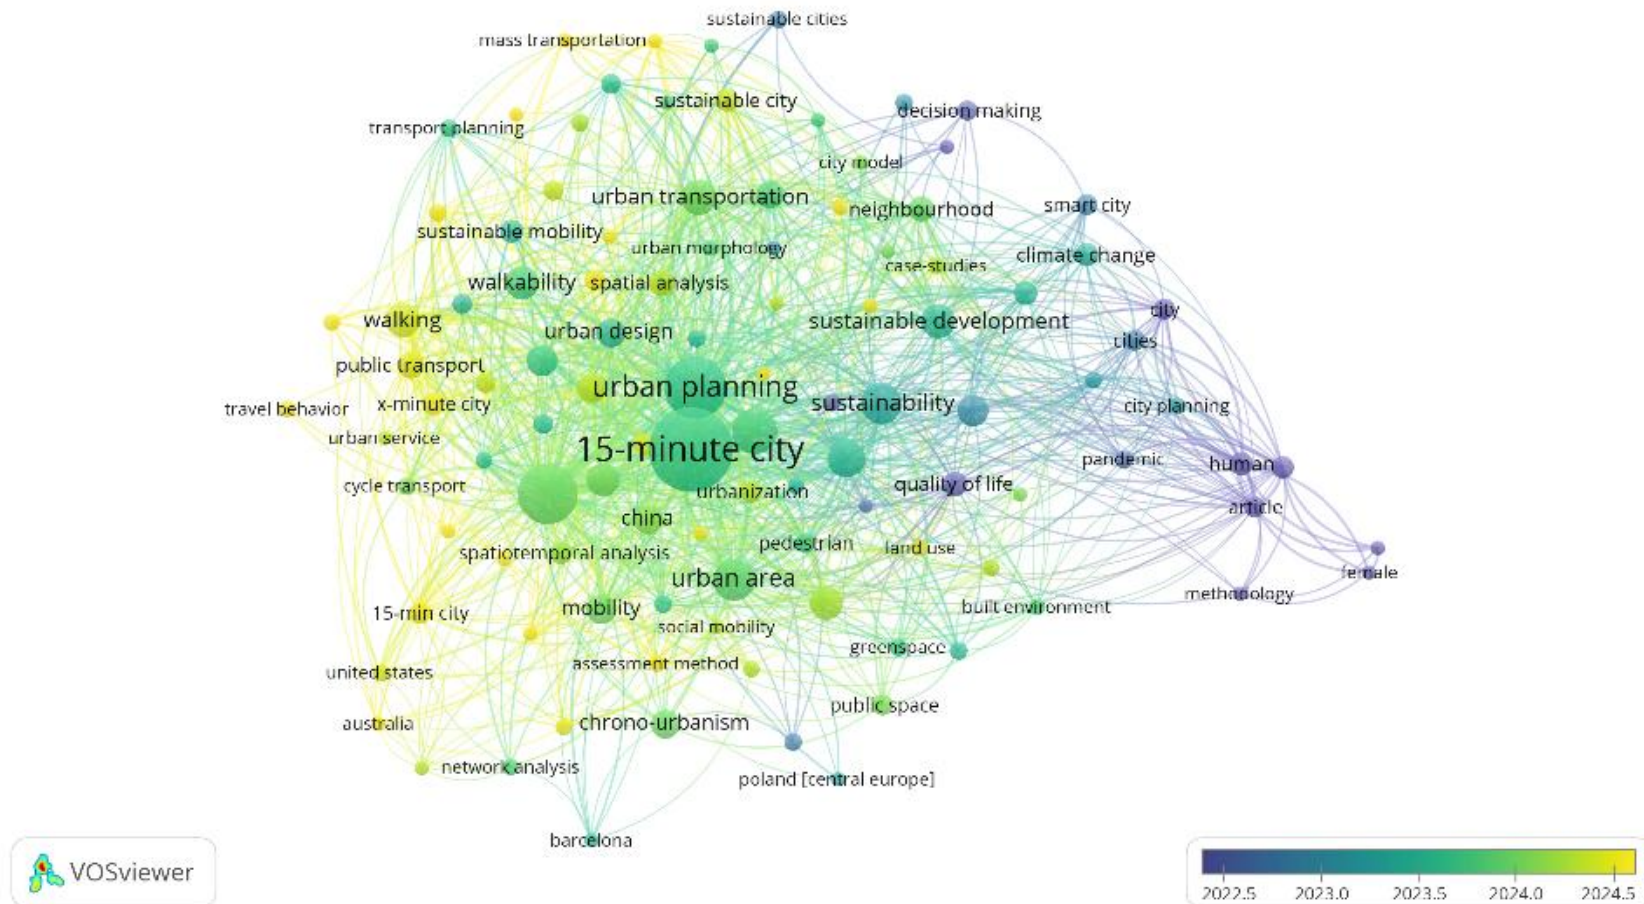 sustainable cities
mass transportation
sustainable city
decision making
transport planning
city model
urban transportation
neighbourhood
smart city
sustainable mobility
urban morphology
case-studies
climate change
walkability
spatial analysis
city
walking
urban design
sustainable development
cities
public transport
urban planning
travel behavior
x-minute city
sustainability
city planning
urban service
15-minute city
pandemic
human
cycle transport
urbanization
quality of life
article
china
spatiotemporal analysis
pedestrian
land use
urban area
female
methodology
15-min city
mobility
built environment
social mobility
greenspace
united states
assessment method
public space
australia
chrono-urbanism
network analysis
poland [central europe]
barcelona
VOSviewer
2022.5 2023.0 2023.5 2024.0 2024.5